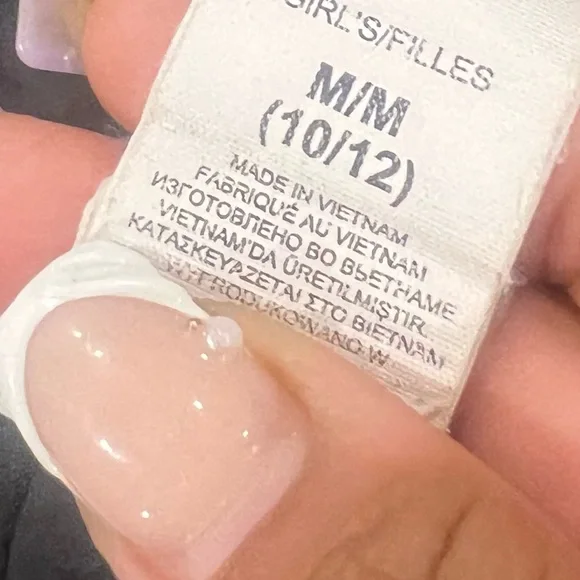 GIRL'S/FILLES
M/M
(10/12)
MADE IN VIETNAM
FABRIQUÉ AU VIETNAM
ИЗГОТОВЛЕНО ВО ВЬЕТНАМЕ
VIETNAM'DA ÜRETILMIŞTIR.
ΚΑΤΑΣΚΕΥΑΖΕΤΑΙ ΣΤΟ ΒΙΕΤΝΑΜ
WYPRODUKOWANO W